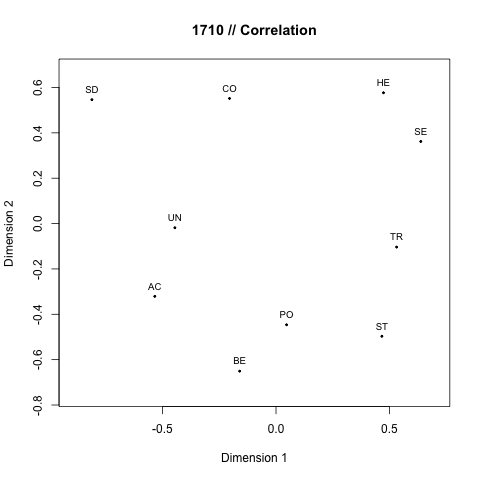 1710 // Correlation
Dimension 2
0.6
0.4
0.2
0.0
-0.2
-0.4
-0.6
-0.8
SD
CO
HE
SE
UN
TR
AC
PO
ST
BE
-0.5
0.0
0.5
Dimension 1